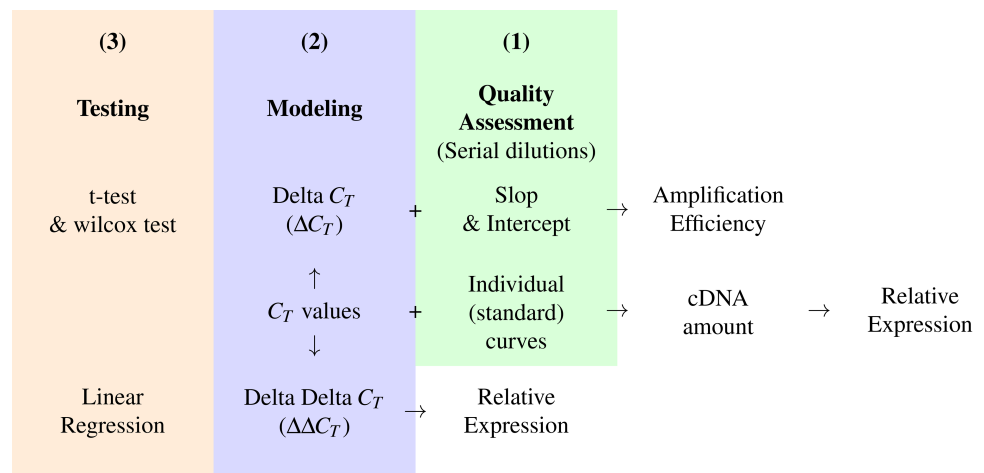 (3)
(2)
(1)
Testing
Modeling
Quality
Assessment
(Serial dilutions)
t-test
& wilcox test
Delta C_T
(ΔC_T)
+
Slop
& Intercept
→
Amplification
Efficiency
↑
C_T values
↓
+
Individual
(standard)
curves
→
cDNA
amount
→
Relative
Expression
Linear
Regression
Delta Delta C_T
(ΔΔC_T)
→
Relative
Expression